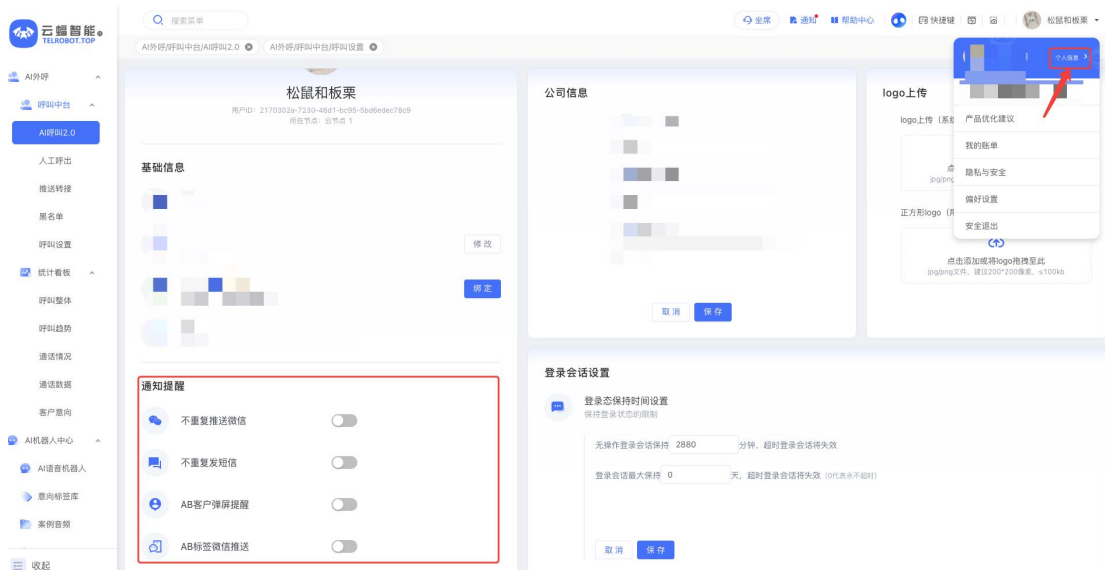 云蝠智能。
TELROBOT.TOP
搜索菜单
坐席
通知
帮助中心
快捷键
松鼠和板栗
AI外呼/呼叫中台/AI呼叫2.0
AI外呼/呼叫中台/呼叫设置
AI外呼
呼叫中台
AI呼叫2.0
人工呼出
推送转接
黑名单
呼叫设置
统计看板
呼叫整体
呼叫趋势
通话情况
通话数据
客户意向
AI机器人中心
AI语音机器人
意向标签库
案例音频
收起
松鼠和板栗
用户ID：2170302a-7230-46d1-bc95-5bd6edec78c9
所在节点：云节点 1
基础信息
修改
绑定
通知提醒
不重复推送微信
不重复发短信
AB客户弹屏提醒
AB标签微信推送
公司信息
取消
保存
登录会话设置
登录态保持时间设置
保持登录状态的限制
无操作登录会话保持 2880 分钟，超时登录会话将失效
登录会话最大保持 0 天，超时登录会话将失效 (0代表永不超时)
取消
保存
logo上传
logo上传（系
点
jpg/png
正方形logo（
点击添加或将logo拖拽至此
jpg/png文件，建议200*200像素，≤100kb
个人信息
产品优化建议
我的账单
隐私与安全
偏好设置
安全退出